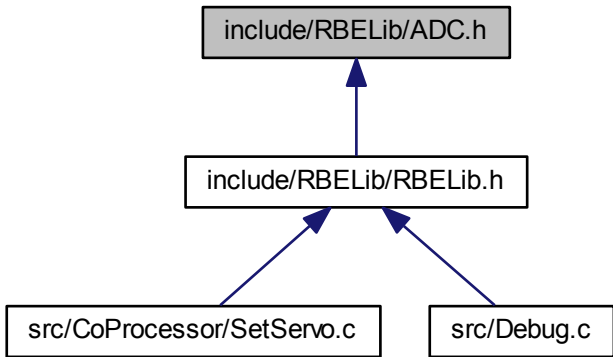 include/RBELib/ADC.h
include/RBELib/RBELib.h
src/CoProcessor/SetServo.c
src/Debug.c